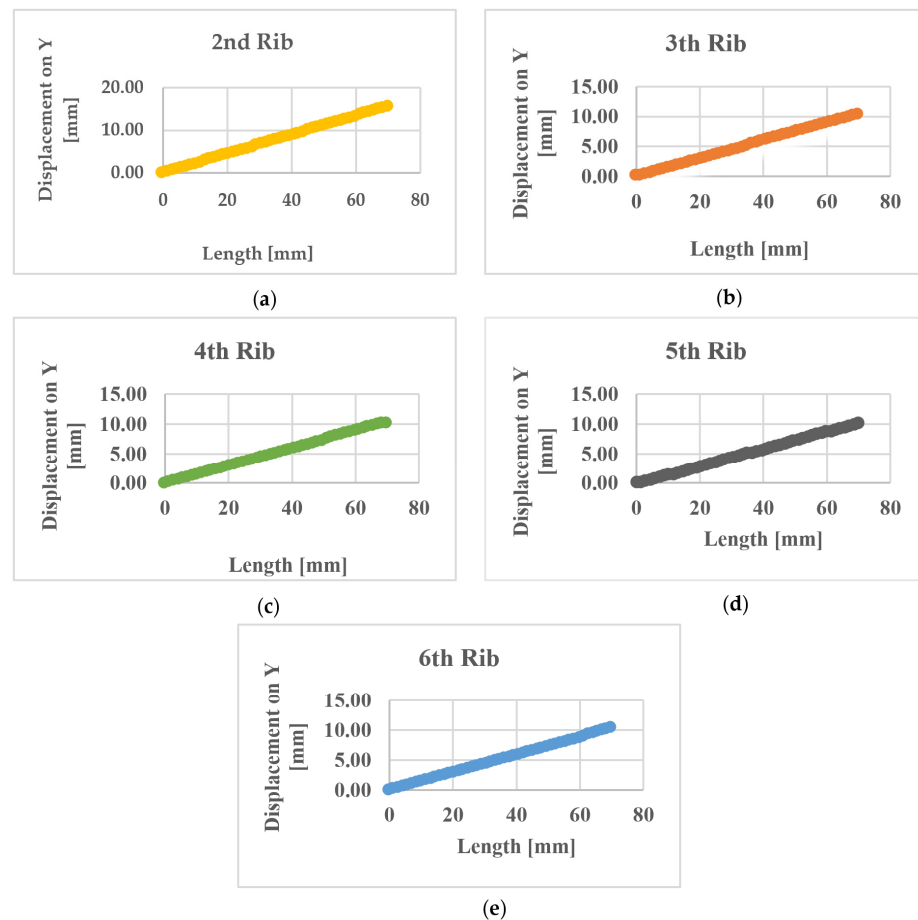 2nd Rib
Displacement on Y
[mm]
20.00
10.00
0.00
0 20 40 60 80
Length [mm]
(a)
3th Rib
Displacement on Y
[mm]
15.00
10.00
5.00
0.00
0 20 40 60 80
Length [mm]
(b)
4th Rib
Displacement on Y
[mm]
15.00
10.00
5.00
0.00
0 20 40 60 80
Length [mm]
(c)
5th Rib
Displacement on Y
[mm]
15.00
10.00
5.00
0.00
0 20 40 60 80
Length [mm]
(d)
6th Rib
Displacement on Y
[mm]
15.00
10.00
5.00
0.00
0 20 40 60 80
Length [mm]
(e)